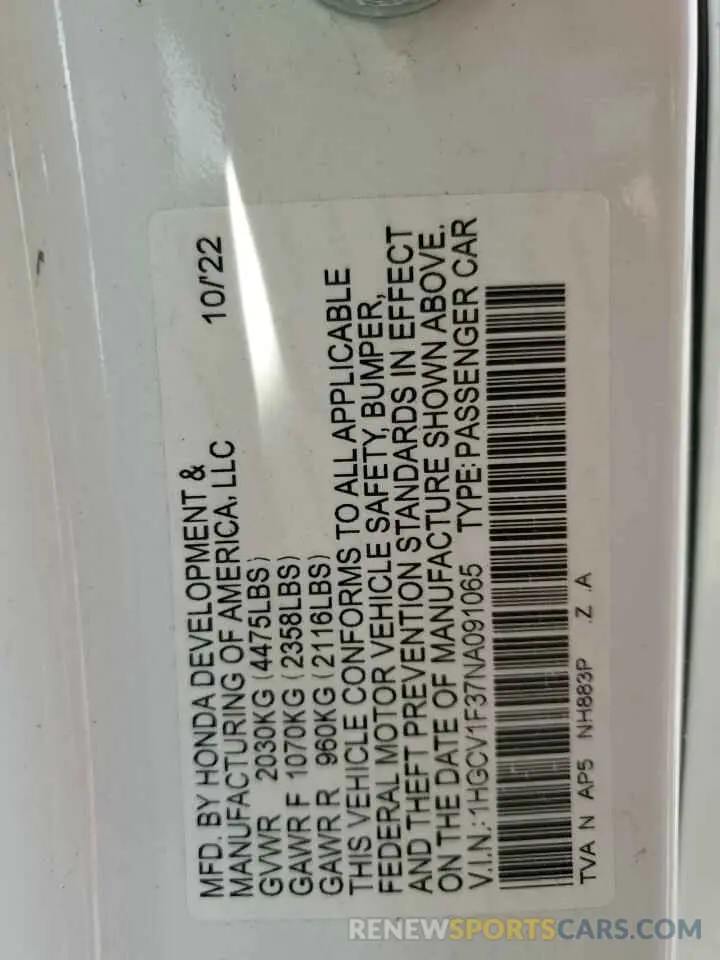 MFD. BY HONDA DEVELOPMENT & 10/'22
MANUFACTURING OF AMERICA, LLC
GVWR 2030KG (4475LBS)
GAWR F 1070KG (2358LBS)
GAWR R 960KG (2116LBS)
THIS VEHICLE CONFORMS TO ALL APPLICABLE
FEDERAL MOTOR VEHICLE SAFETY, BUMPER,
AND THEFT PREVENTION STANDARDS IN EFFECT
ON THE DATE OF MANUFACTURE SHOWN ABOVE.
V.I.N.:1HGCV1F37NA091065 TYPE:PASSENGER CAR
TVA N AP5 NH883P .Z .A
RENEWSPORTSCARS.COM